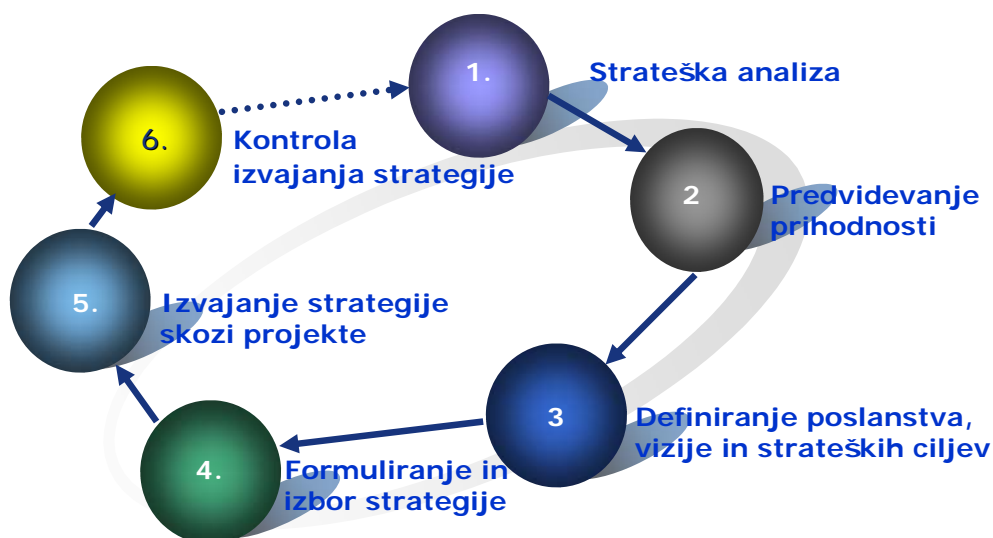 1.
Strateška analiza
2
Predvidevanje
prihodnosti
3
Definiranje poslanstva,
vizije in strateških ciljev
4.
Formuliranje in
izbor strategije
5.
Izvajanje strategije
skozi projekte
6.
Kontrola
izvajanja strategije